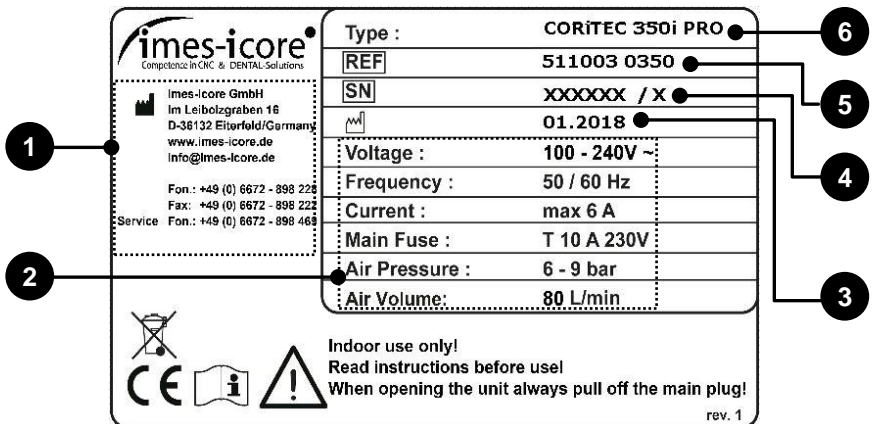 imes-icore
Competence in CNC & DENTAL-Solutions
Imes-Icore GmbH
Im Leibolzgraben 16
D-36132 Eiterfeld/Germany
www.imes-icore.de
Info@Imes-Icore.de
Fon.: +49 (0) 6672 - 898 228
Fax: +49 (0) 6672 - 898 222
Service Fon.: +49 (0) 6672 - 898 469
Type : CORiTEC 350i PRO
REF 511003 0350
SN XXXXXX / X
01.2018
Voltage : 100 - 240V ~
Frequency : 50 / 60 Hz
Current : max 6 A
Main Fuse : T 10 A 230V
Air Pressure : 6 - 9 bar
Air Volume: 80 L/min
Indoor use only!
Read instructions before use!
When opening the unit always pull off the main plug!
rev. 1
CE
i
!
1
2
6
5
4
3